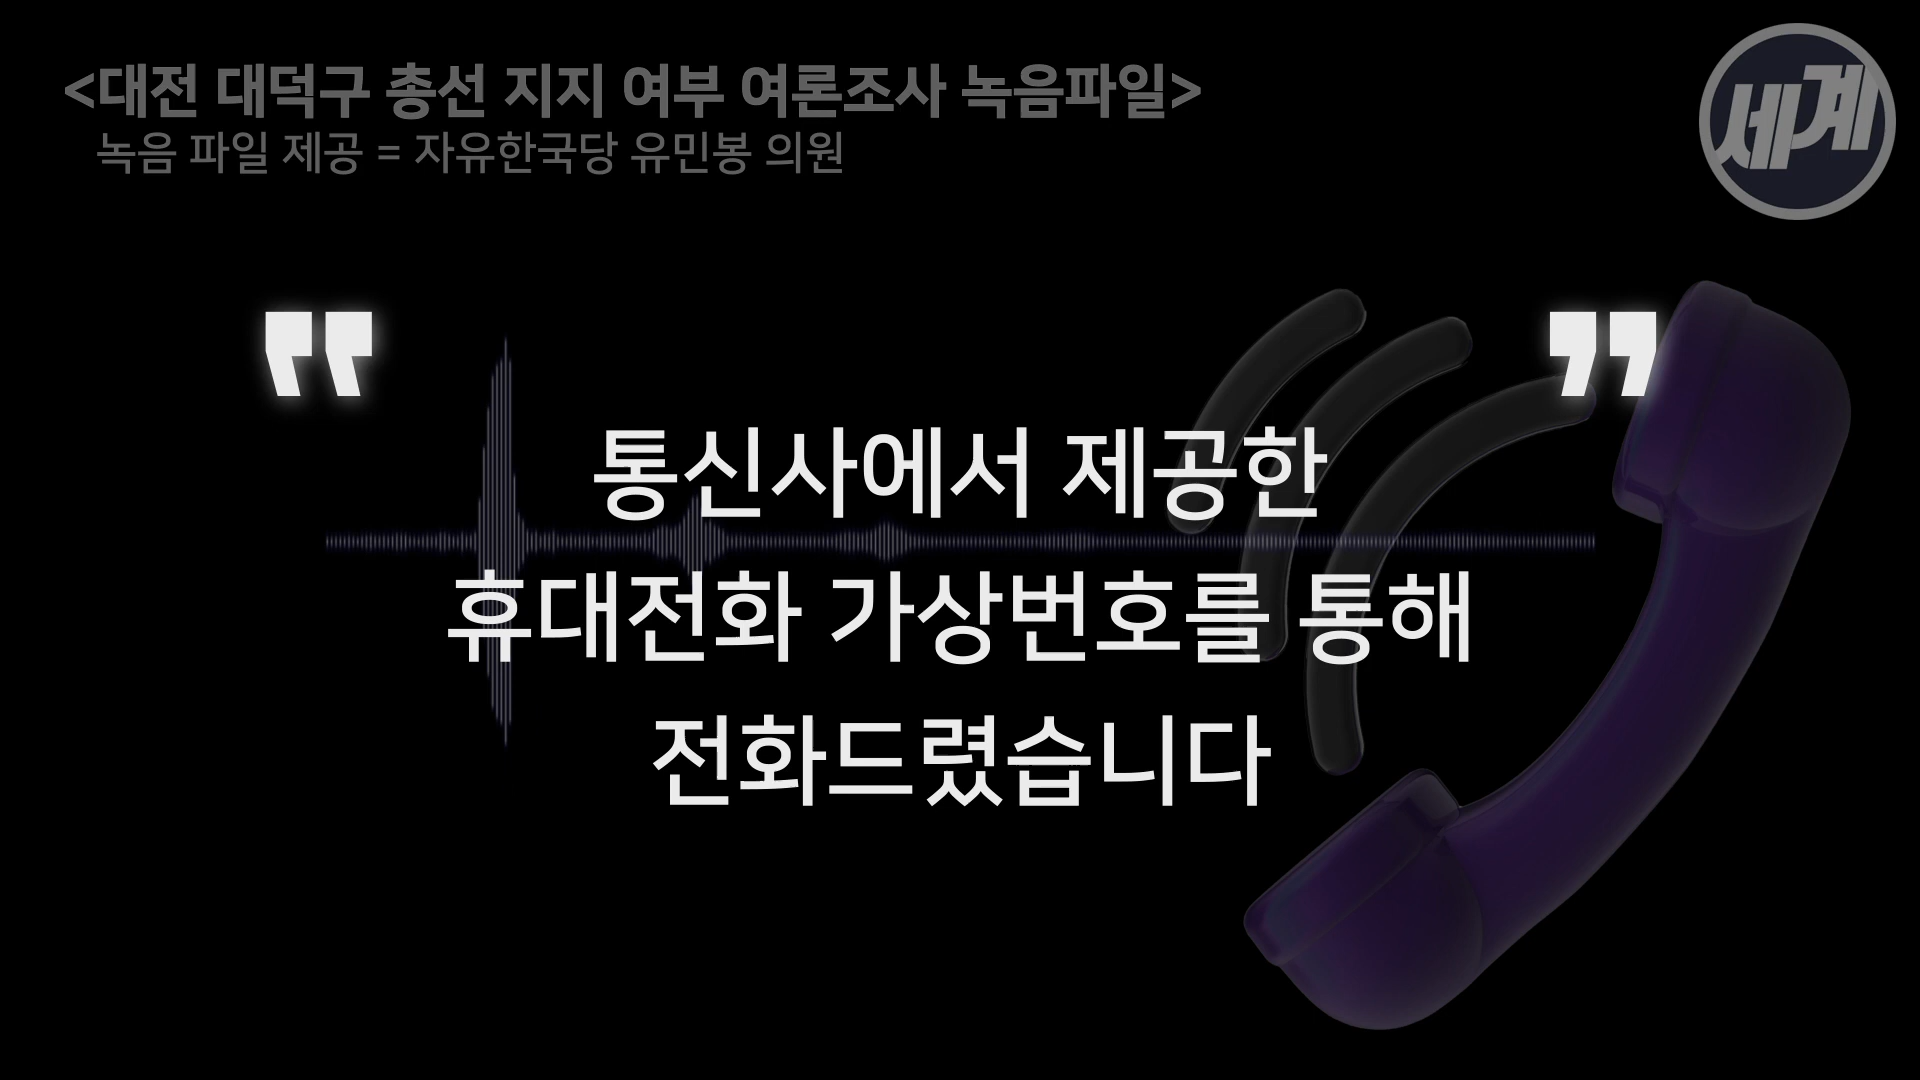 <대전 대덕구 총선 지지 여부 여론조사 녹음파일>
녹음 파일 제공 = 자유한국당 유민봉 의원
세계
"
"
통신사에서 제공한
휴대전화 가상번호를 통해
전화드렸습니다